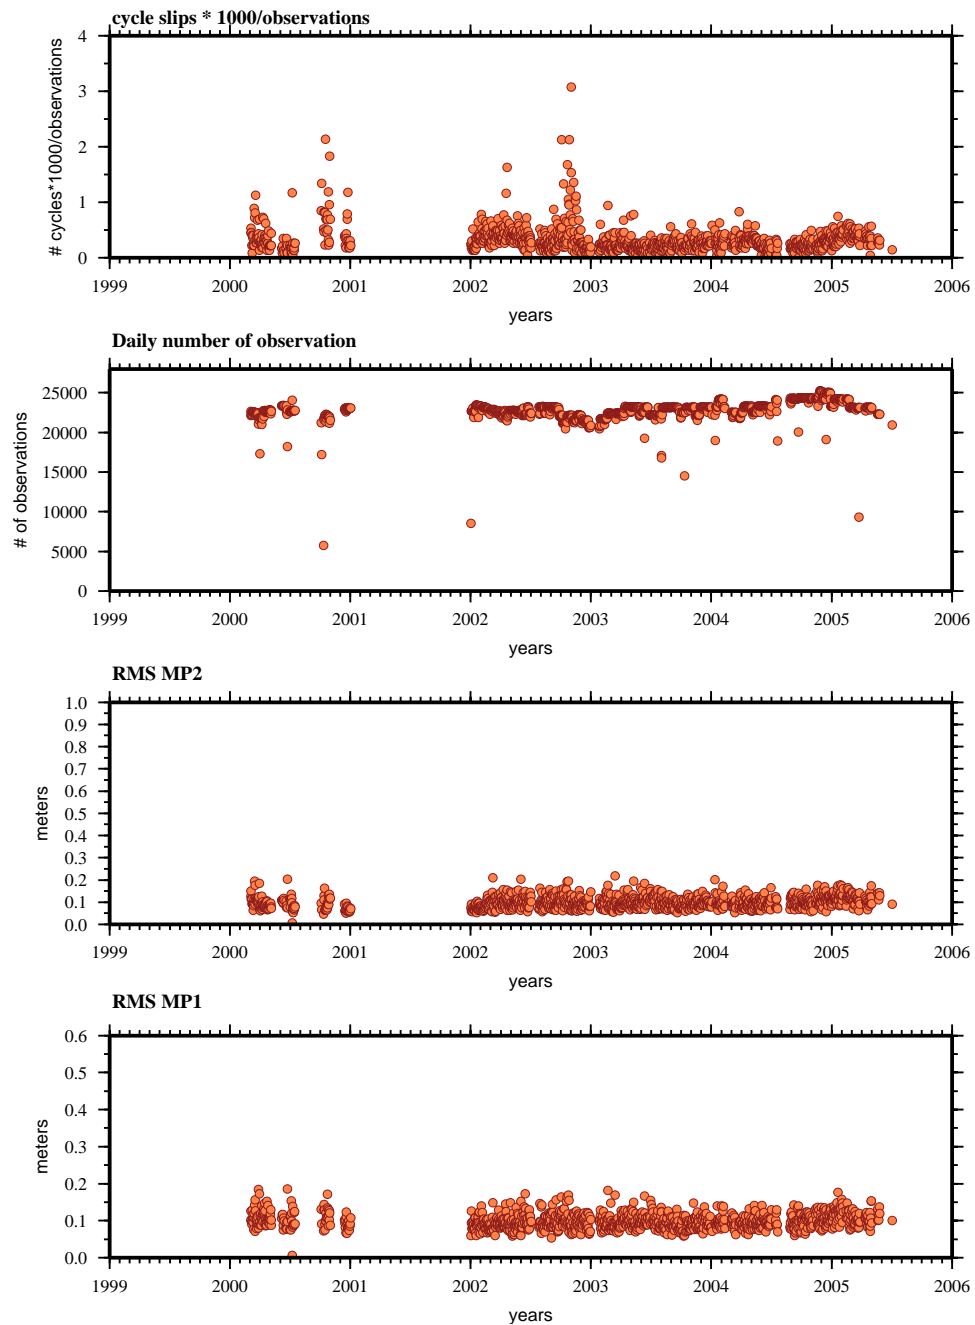 cycle slips * 1000/observations
# cycles*1000/observations
4
3
2
1
0
1999 2000 2001 2002 2003 2004 2005 2006
years
Daily number of observation
# of observations
25000
20000
15000
10000
5000
0
1999 2000 2001 2002 2003 2004 2005 2006
years
RMS MP2
meters
1.0
0.9
0.8
0.7
0.6
0.5
0.4
0.3
0.2
0.1
0.0
1999 2000 2001 2002 2003 2004 2005 2006
years
RMS MP1
meters
0.6
0.5
0.4
0.3
0.2
0.1
0.0
1999 2000 2001 2002 2003 2004 2005 2006
years